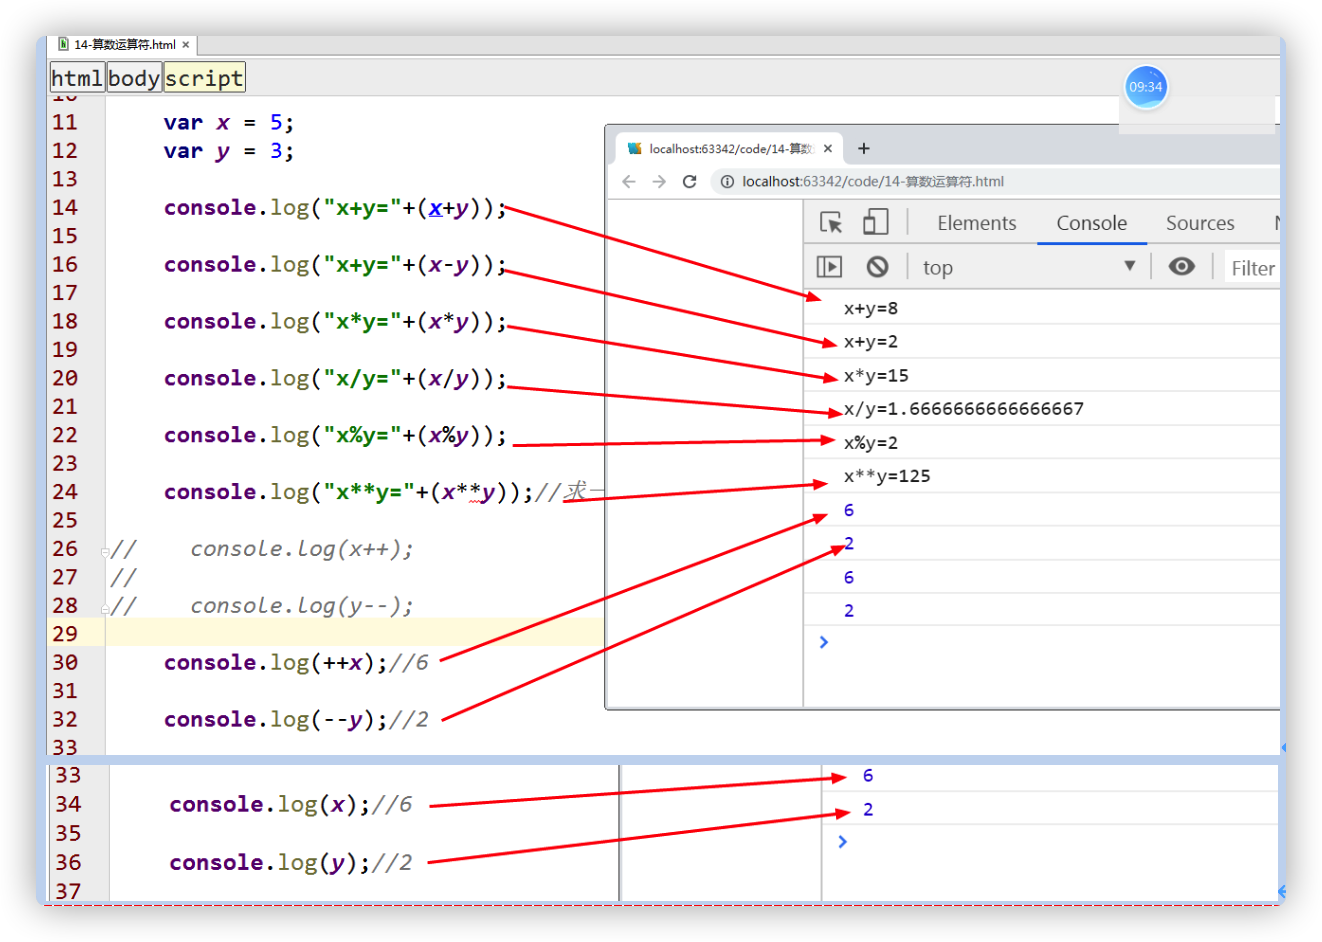 14-算数运算符.html ×
html body script
09:34
10
11 var x = 5;
12 var y = 3;
13
14 console.log("x+y="+(x+y));
15
16 console.log("x+y="+(x-y));
17
18 console.log("x*y="+(x*y));
19
20 console.log("x/y="+(x/y));
21
22 console.log("x%y="+(x%y));
23
24 console.log("x**y="+(x**y));//求一
25
26 // console.log(x++);
27 //
28 // console.log(y--);
29
30 console.log(++x);//6
31
32 console.log(--y);//2
33
localhost:63342/code/14-算数 × +
localhost:63342/code/14-算数运算符.html
Elements Console Sources
top ▼ Filter
x+y=8
x+y=2
x*y=15
x/y=1.6666666666666667
x%y=2
x**y=125
6
2
6
2
>
33
34 console.log(x);//6
35
36 console.log(y);//2
37
6
2
>